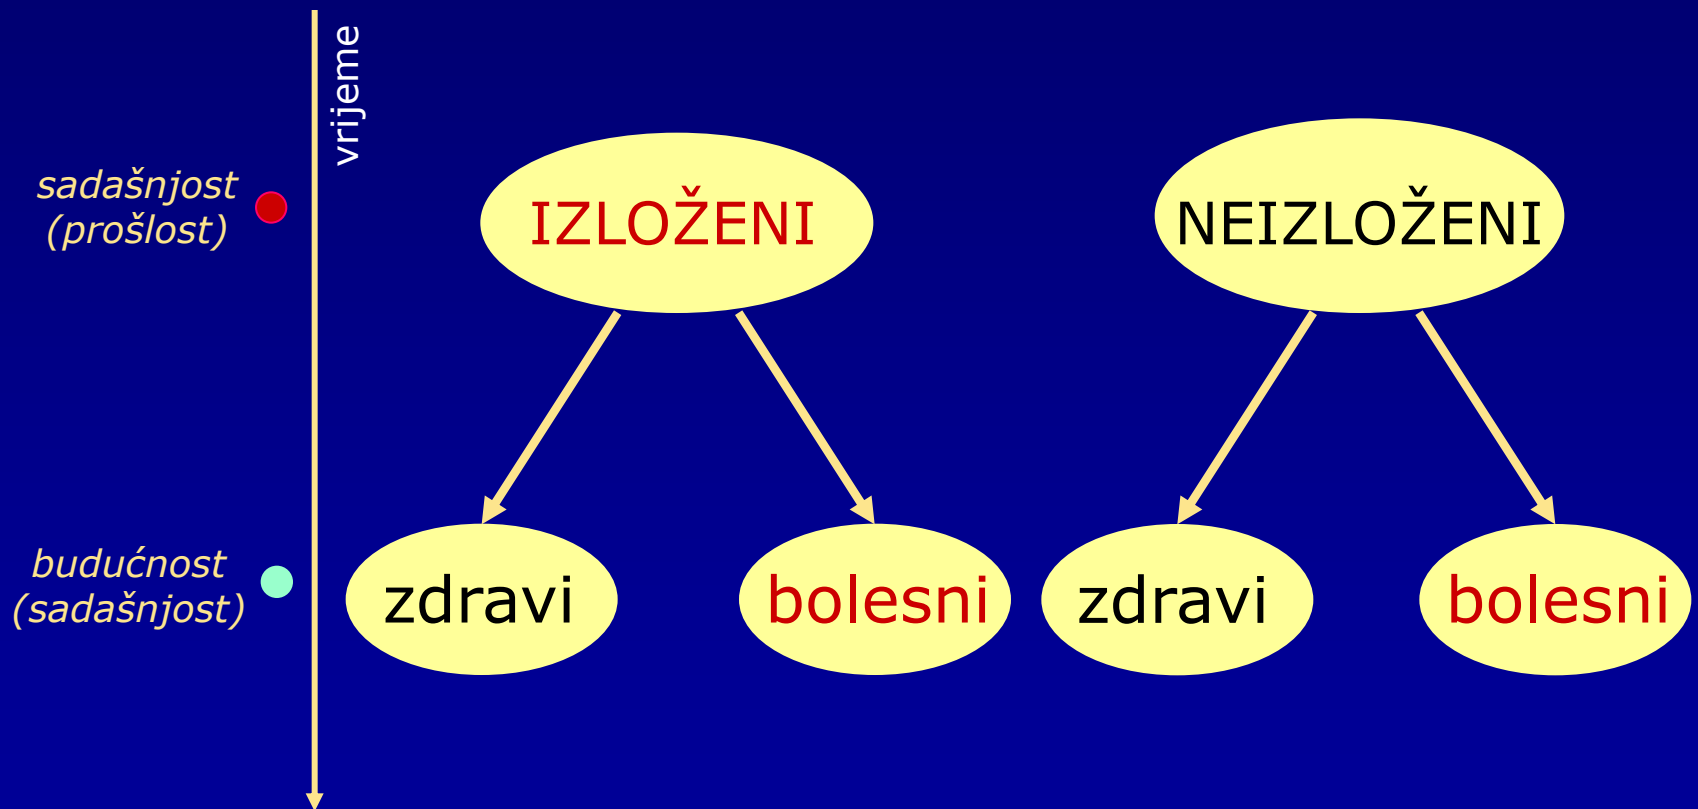 vrijeme
sadašnjost
(prošlost)
IZLOŽENI
NEIZLOŽENI
budućnost
(sadašnjost)
zdravi
bolesni
zdravi
bolesni